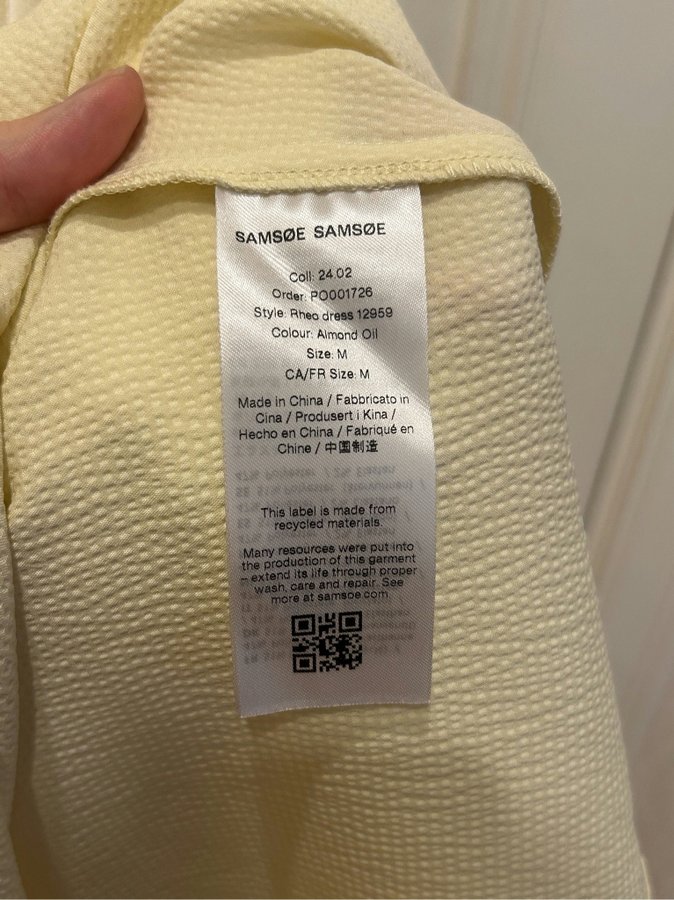 SAMSØE SAMSØE
Coll: 24 02
Order: PO001726
Style: Rheo dress 12959
Colour: Almond Oil
Size: M
CA/FR Size: M
Made in China / Fabbricato in
Cina / Produsert i Kina /
Hecho en China / Fabriqué en
Chine / 中国制造
This label is made from
recycled materials.
Many resources were put into
the production of this garment
– extend its life through proper
wash, care and repair. See
more at samsoe.com